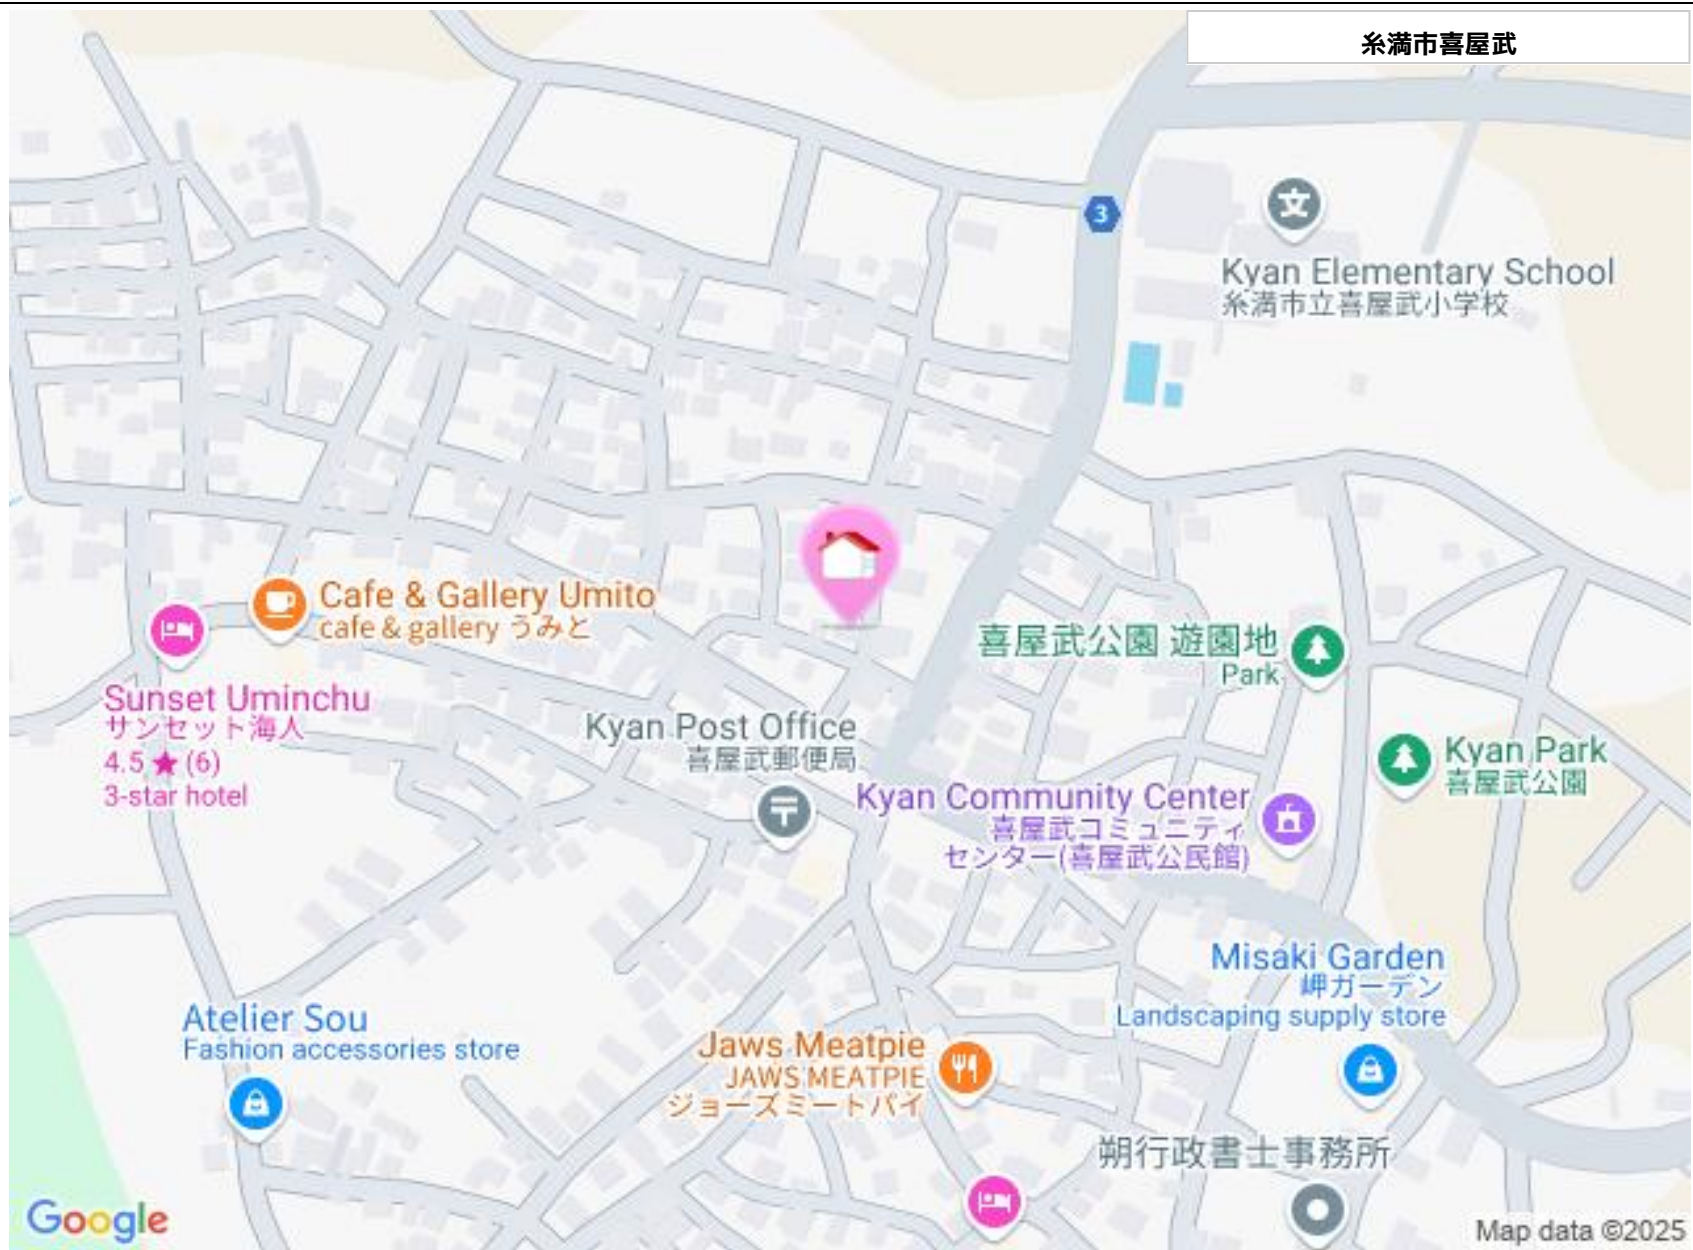 糸満市喜屋武
3
Kyan Elementary School
糸満市立喜屋武小学校
Cafe & Gallery Umito
cafe & gallery うみと
喜屋武公園 遊園地
Park
Sunset Uminchu
サンセット海人
4.5 ★ (6)
3-star hotel
Kyan Post Office
喜屋武郵便局
Kyan Park
喜屋武公園
Kyan Community Center
喜屋武コミュニティ
センター(喜屋武公民館)
Misaki Garden
岬ガーデン
Landscaping supply store
Atelier Sou
Fashion accessories store
Jaws Meatpie
JAWS MEATPIE
ジョーズミートパイ
朔行政書士事務所
Google
Map data ©2025